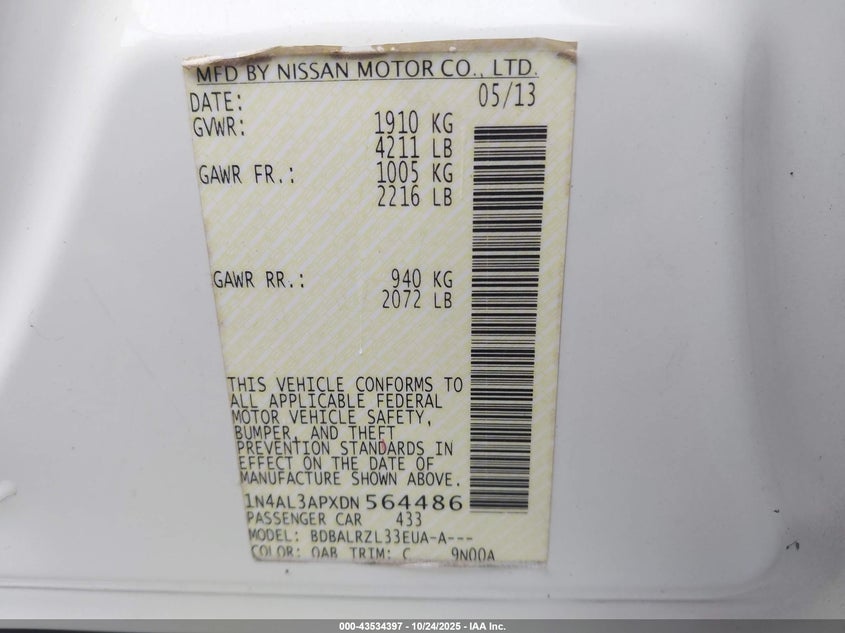 MFD BY NISSAN MOTOR CO., LTD.
DATE: 05/13
GVWR: 1910 KG
4211 LB
GAWR FR.: 1005 KG
2216 LB
GAWR RR.: 940 KG
2072 LB
THIS VEHICLE CONFORMS TO
ALL APPLICABLE FEDERAL
MOTOR VEHICLE SAFETY,
BUMPER, AND THEFT
PREVENTION STANDARDS IN
EFFECT ON THE DATE OF
MANUFACTURE SHOWN ABOVE.
1N4AL3APXDN564486
PASSENGER CAR 433
MODEL: BDBALRZL33EUA-A---
COLOR: QAB TRIM: C 9N00A
000-43534397 - 10/24/2025 - IAA Inc.